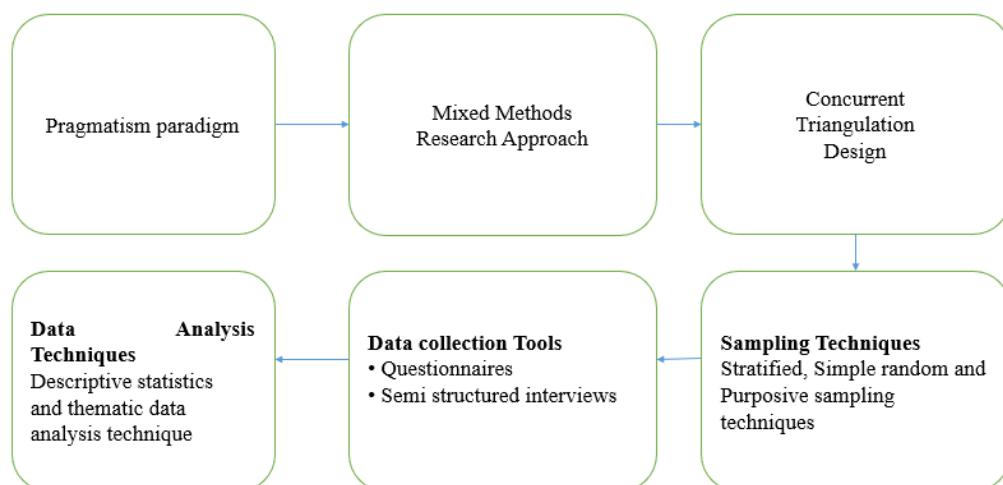 Pragmatism paradigm
Mixed Methods
Research Approach
Concurrent
Triangulation
Design
Sampling Techniques
Stratified, Simple random and
Purposive sampling
techniques
Data collection Tools
• Questionnaires
• Semi structured interviews
Data Analysis
Techniques
Descriptive statistics
and thematic data
analysis technique